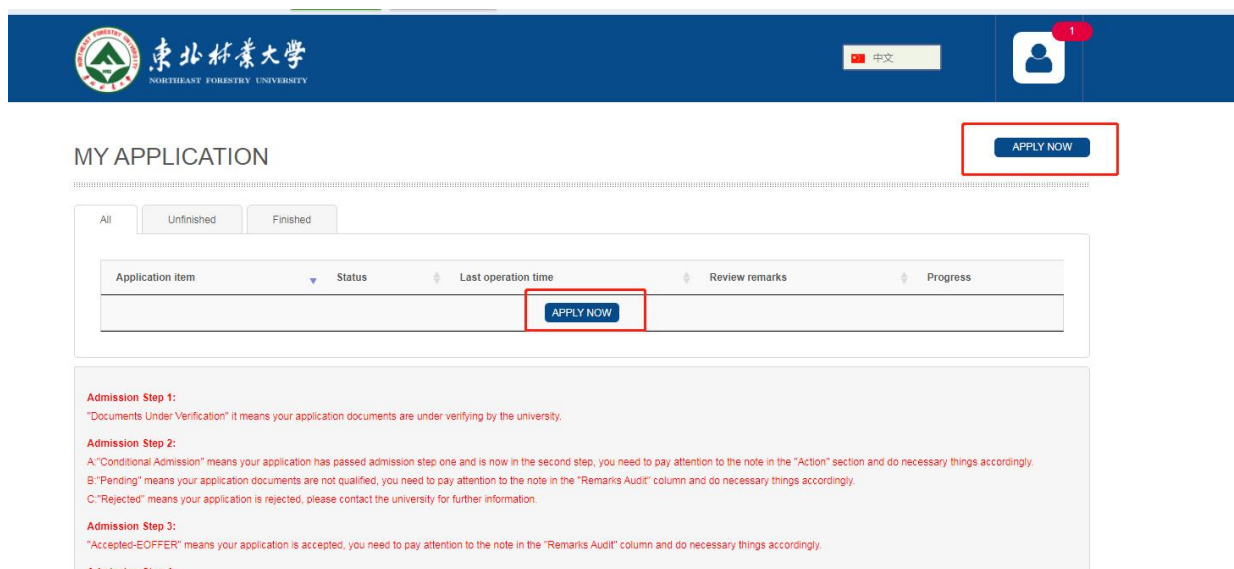 東北林業大學
NORTHEAST FORESTRY UNIVERSITY
中文
1
MY APPLICATION
APPLY NOW
All Unfinished Finished
Application item Status Last operation time Review remarks Progress
APPLY NOW
Admission Step 1:
"Documents Under Verification" it means your application documents are under verifying by the university.
Admission Step 2:
A:"Conditional Admission" means your application has passed admission step one and is now in the second step, you need to pay attention to the note in the "Action" section and do necessary things accordingly.
B:"Pending" means your application documents are not qualified, you need to pay attention to the note in the "Remarks Audit" column and do necessary things accordingly.
C:"Rejected" means your application is rejected, please contact the university for further information.
Admission Step 3:
"Accepted-EOFFER" means your application is accepted, you need to pay attention to the note in the "Remarks Audit" column and do necessary things accordingly.